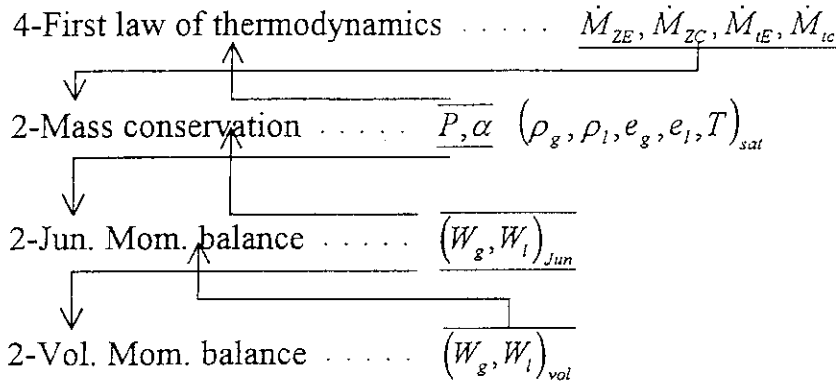 4-First law of thermodynamics ..... Ṁ_ZE, Ṁ_ZC, Ṁ_tE, Ṁ_tc
2-Mass conservation ..... P,α (ρ_g, ρ_l, e_g, e_l, T)_sat
2-Jun. Mom. balance ..... (W_g, W_l)_Jun
2-Vol. Mom. balance ..... (W_g, W_l)_vol